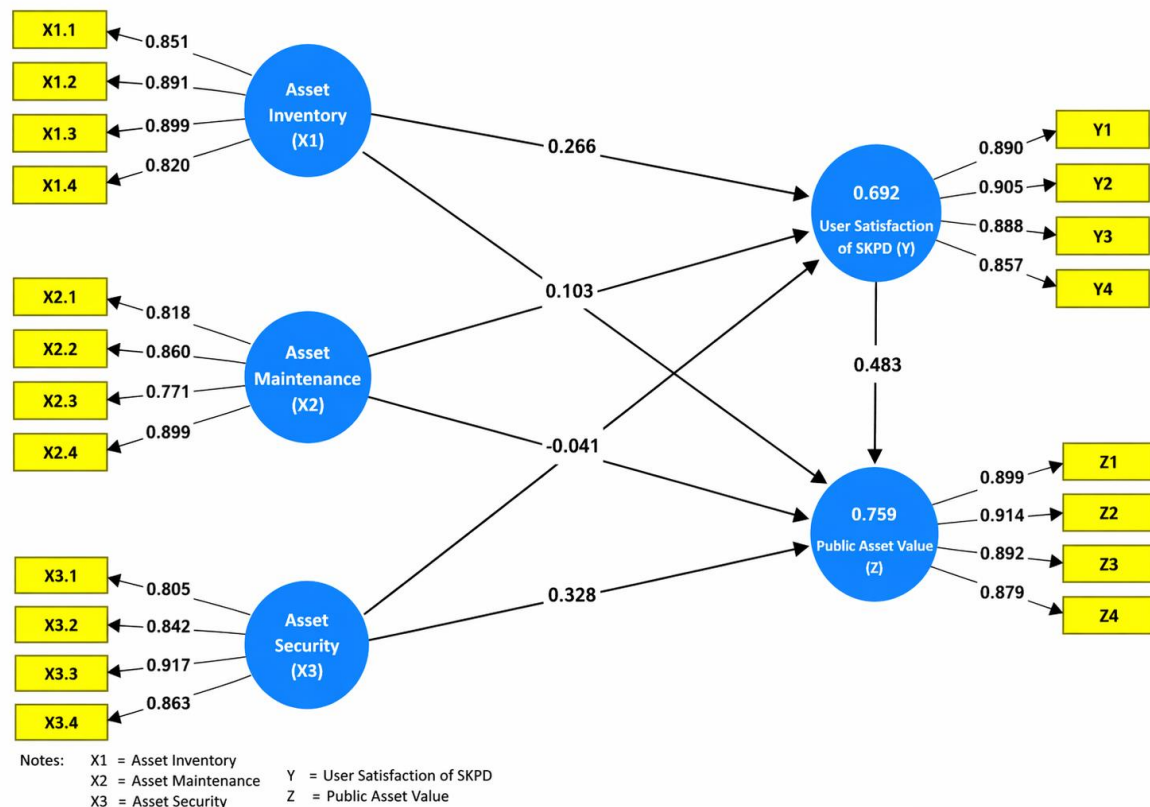 X1.1
0.851
X1.2
0.891
X1.3
0.899
X1.4
0.820
Asset
Inventory
(X1)
0.266
0.692
User Satisfaction
of SKPD (Y)
0.890
Y1
0.905
Y2
0.888
Y3
0.857
Y4
X2.1
0.818
X2.2
0.860
X2.3
0.771
X2.4
0.899
Asset
Maintenance
(X2)
0.103
0.483
-0.041
0.759
Public Asset Value
(Z)
0.899
Z1
0.914
Z2
0.892
Z3
0.879
Z4
X3.1
0.805
X3.2
0.842
X3.3
0.917
X3.4
0.863
Asset
Security
(X3)
0.328
Notes:
X1 = Asset Inventory
X2 = Asset Maintenance
X3 = Asset Security
Y = User Satisfaction of SKPD
Z = Public Asset Value